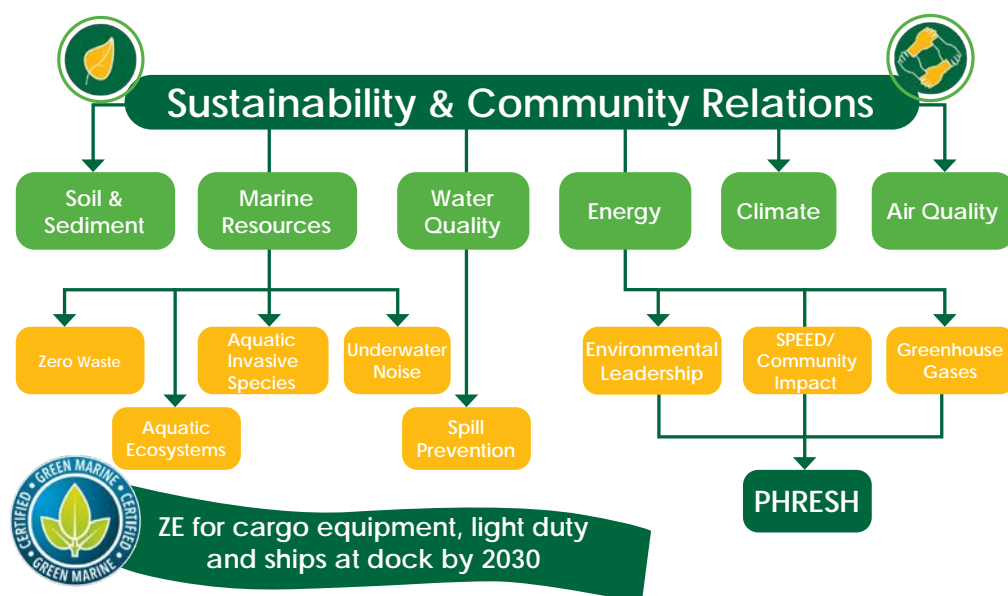 Sustainability & Community Relations
Soil &
Sediment
Marine
Resources
Water
Quality
Energy
Climate
Air Quality
Zero Waste
Aquatic
Invasive
Species
Underwater
Noise
Environmental
Leadership
SPEED/
Community
Impact
Greenhouse
Gases
Aquatic
Ecosystems
Spill
Prevention
PHRESH
• GREEN MARINE •
CERTIFIED
CERTIFIED
GREEN MARINE
ZE for cargo equipment, light duty
and ships at dock by 2030